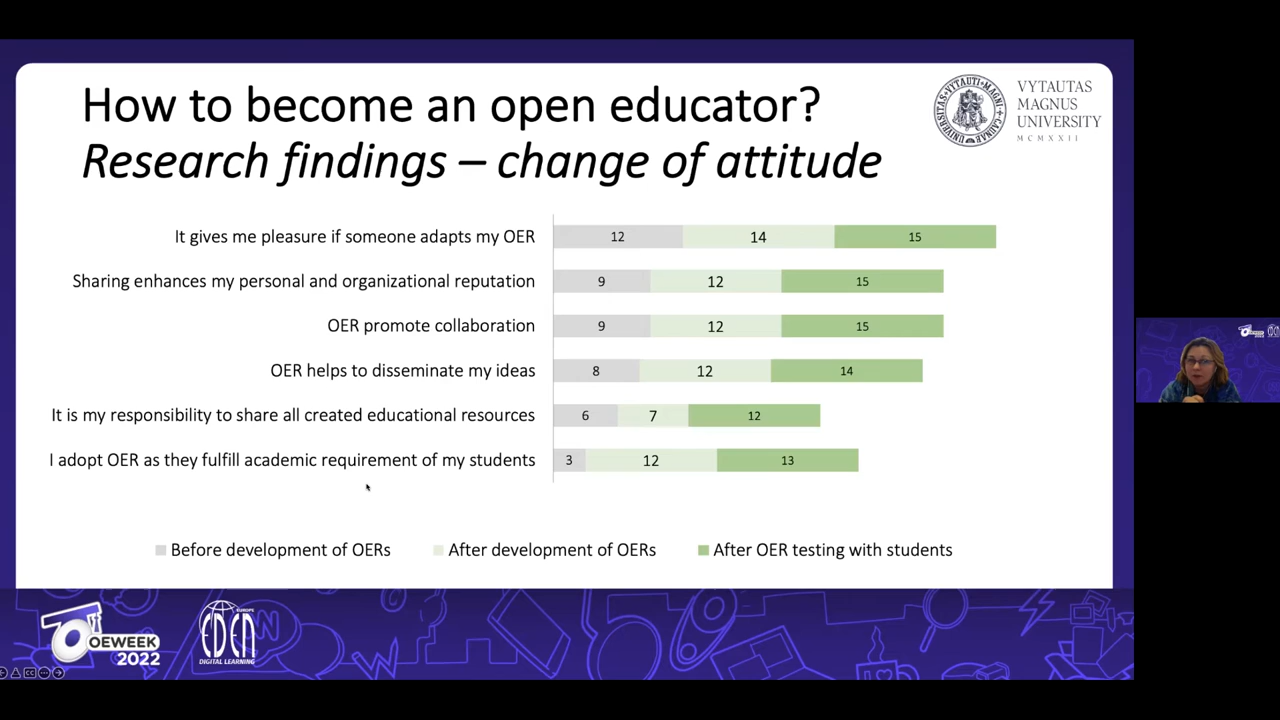 How to become an open educator?
Research findings – change of attitude
VYTAUTAS
MAGNUS
UNIVERSITY
MCMXXII
It gives me pleasure if someone adapts my OER
12 14 15
Sharing enhances my personal and organizational reputation
9 12 15
OER promote collaboration
9 12 15
OER helps to disseminate my ideas
8 12 14
It is my responsibility to share all created educational resources
6 7 12
I adopt OER as they fulfill academic requirement of my students
3 12 13
Before development of OERs
After development of OERs
After OER testing with students
OEWEEK
2022
EUROPE
EDEN
DIGITAL LEARNING